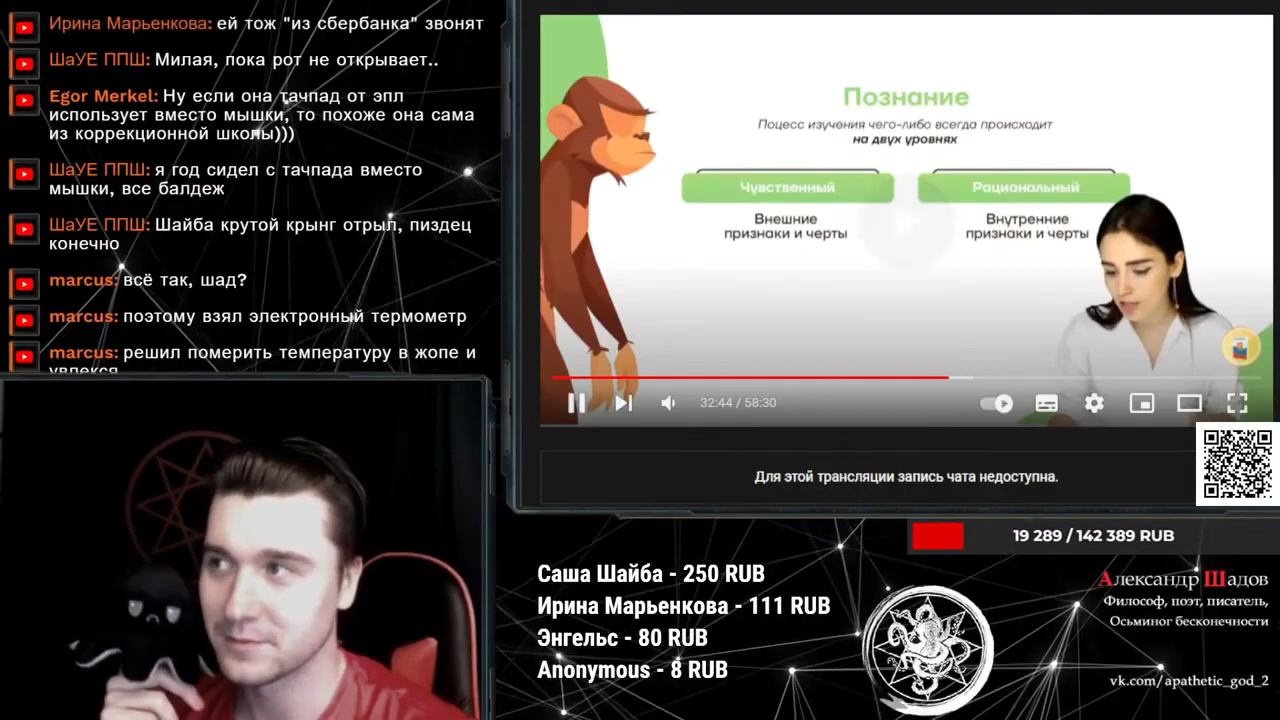 Ирина Марьенкова: ей тож "из сбербанка" звонят
ШаУЕ ППШ: Милая, пока рот не открывает..
Egor Merkel: Ну если она тачпад от эпл
использует вместо мышки, то похоже она сама
из коррекционной школы)))
ШаУЕ ППШ: я год сидел с тачпада вместо
мышки, все балдеж
ШаУЕ ППШ: Шайба крутой крынг отрыл, пиздец
конечно
marcus: всё так, шад?
marcus: поэтому взял электронный термометр
marcus: решил померить температуру в жопе и
увлекся
Познание
Поцесс изучения чего-либо всегда происходит
на двух уровнях
Чувственный
Рациональный
Внешние
признаки и черты
Внутренние
признаки и черты
32:44 / 58:30
Для этой трансляции запись чата недоступна.
19 289 / 142 389 RUB
Саша Шайба - 250 RUB
Ирина Марьенкова - 111 RUB
Энгельс - 80 RUB
Anonymous - 8 RUB
Александр Шадов
Философ, поэт, писатель,
Осьминог бесконечности
vk.com/apathetic_god_2